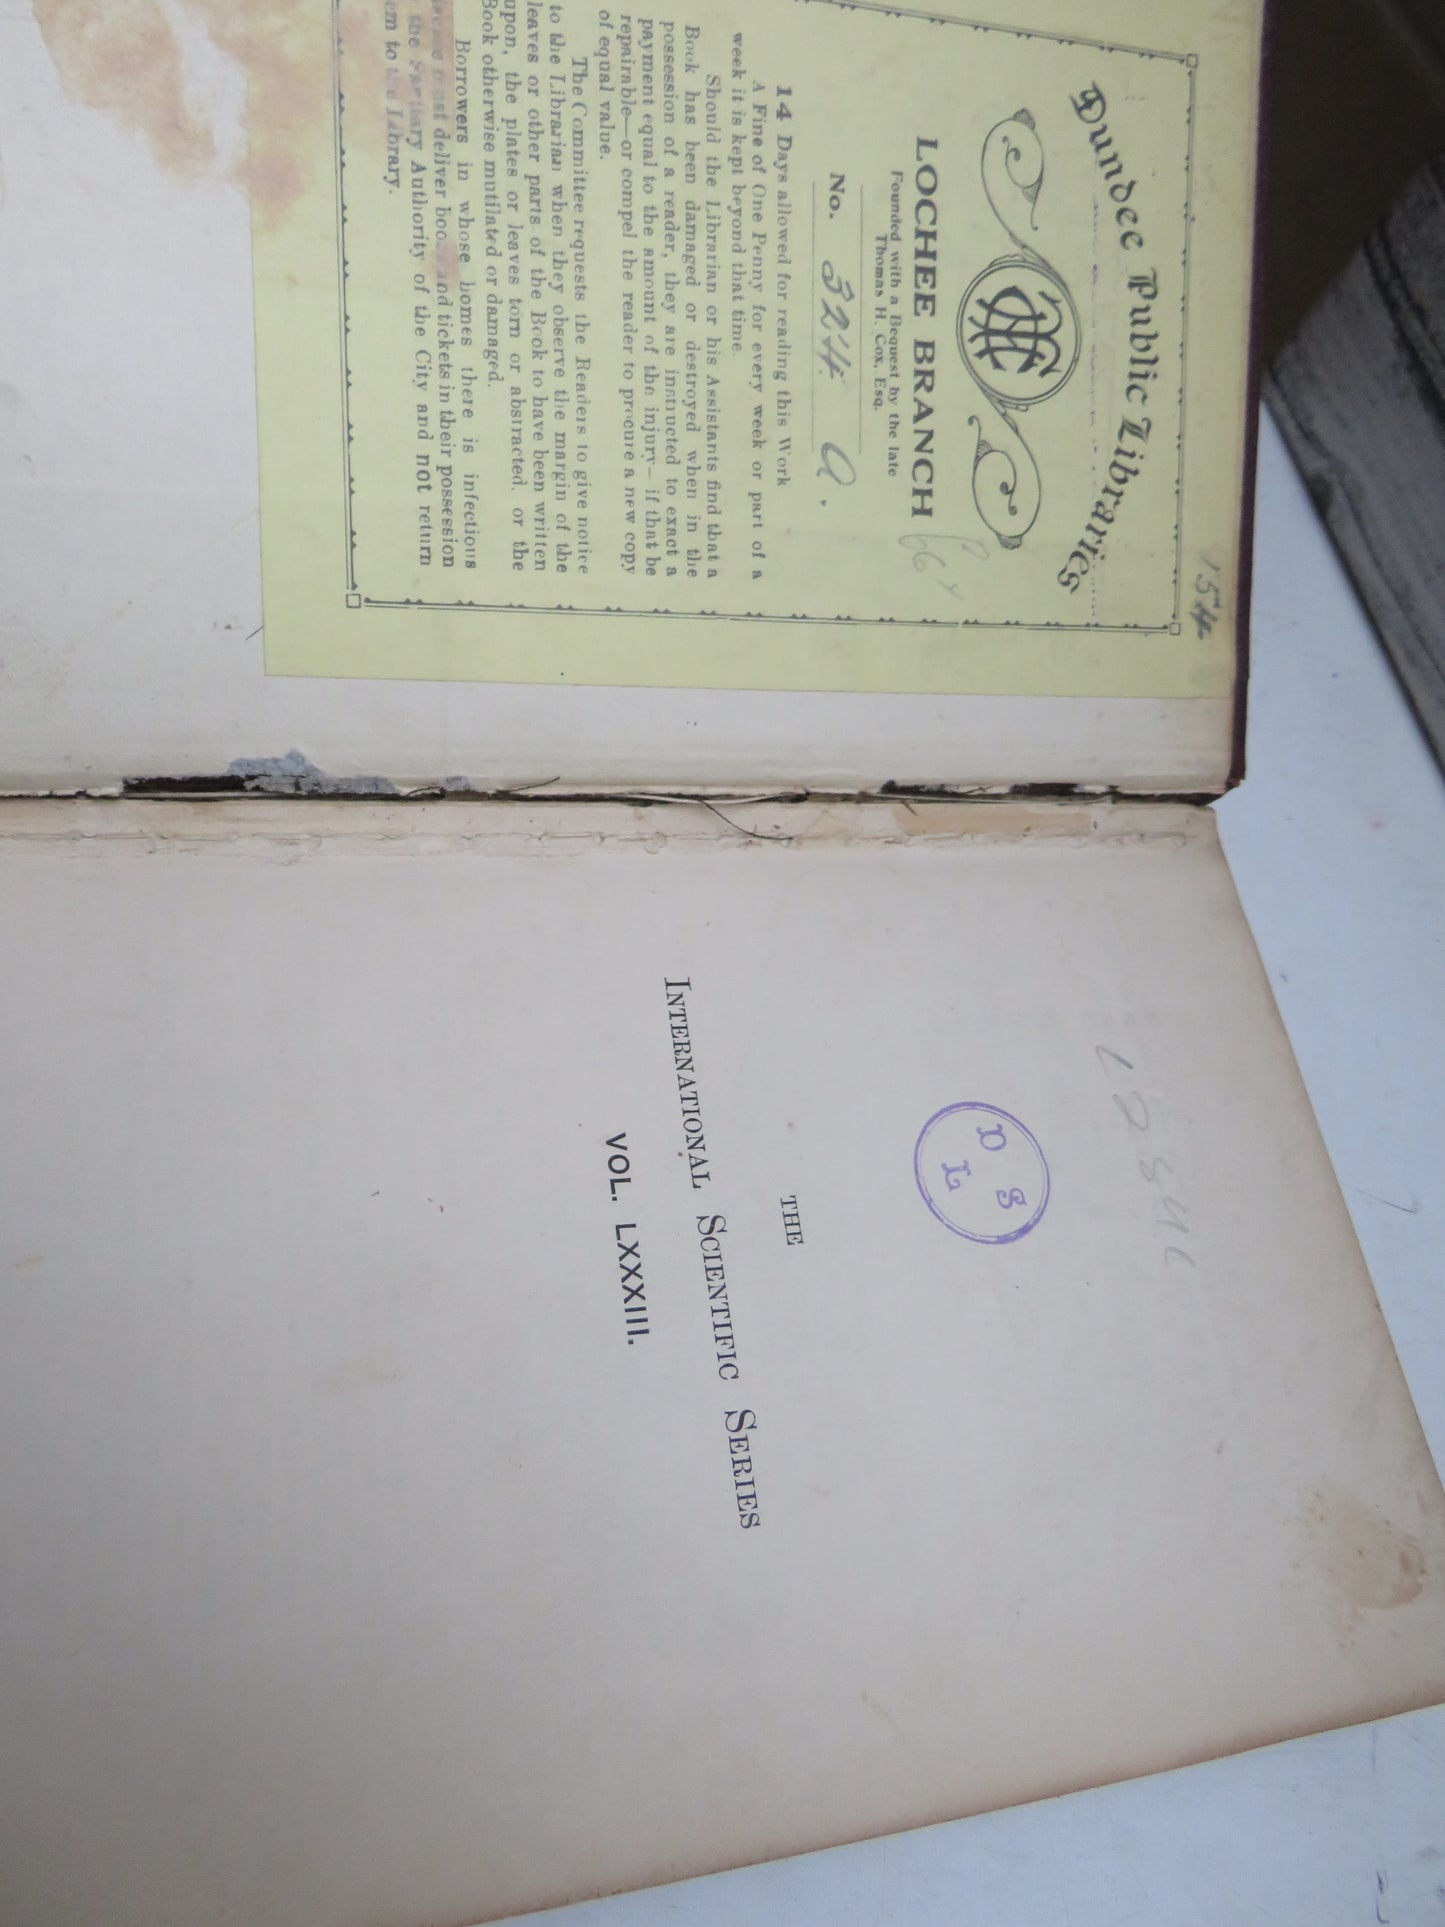 154
Dundee Public Libraries
LOCHEE BRANCH
Founded with a Bequest by the late
Thomas H. Cox, Esq.
No. 324 A.
14 Days allowed for reading this Work
A Fine of One Penny for every week or part of a
week it is kept beyond that time.
Should the Librarian or his Assistants find that a
Book has been damaged or destroyed when in the
possession of a reader, they are instructed to exact a
payment equal to the amount of the injury—if that be
repairable—or compel the reader to procure a new copy
of equal value.
The Committee requests the Readers to give notice
to the Librarian when they observe the margin of the
leaves or other parts of the Book to have been written
upon, the plates or leaves torn or abstracted, or the
Book otherwise mutilated or damaged.
Borrowers in whose homes there is infectious
disease must deliver books and tickets in their possession
the Sanitary Authority of the City and not return
to the Library.
D S
L
THE
INTERNATIONAL SCIENTIFIC SERIES
VOL. LXXXIII.